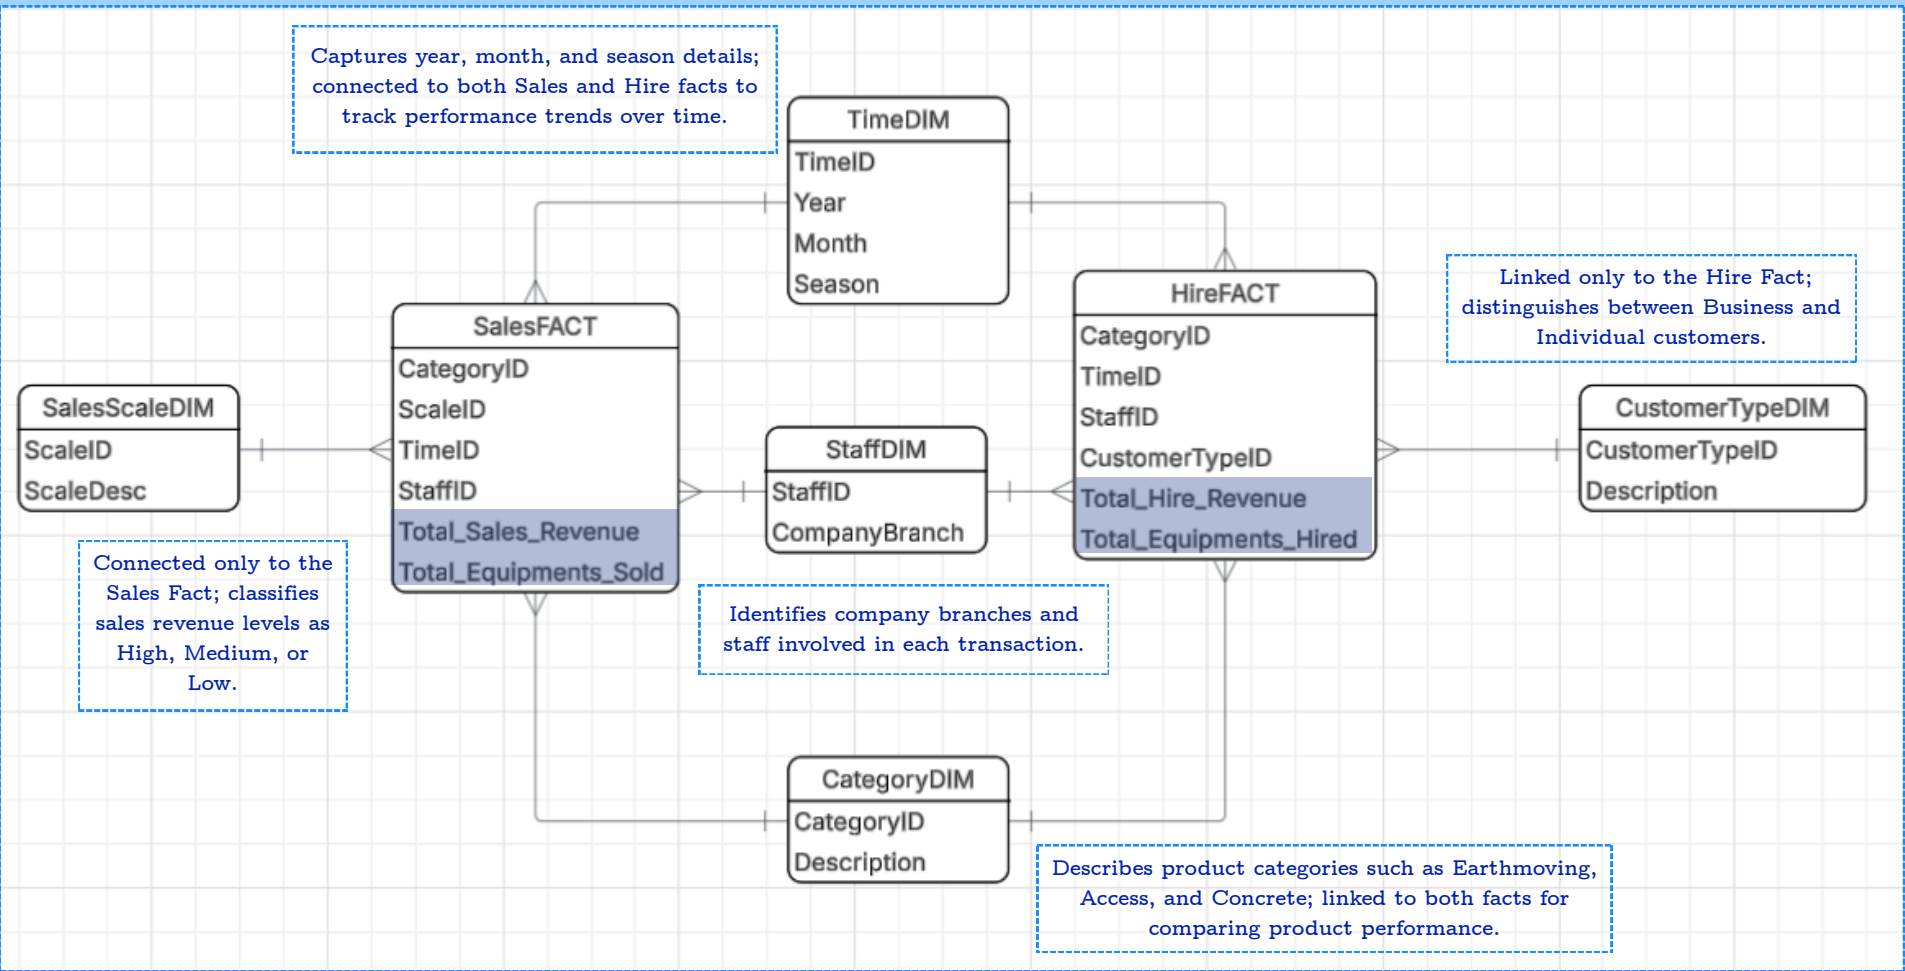 Captures year, month, and season details;
connected to both Sales and Hire facts to
track performance trends over time.
TimeDIM
TimeID
Year
Month
Season
SalesFACT
CategoryID
ScaleID
TimeID
StaffID
Total_Sales_Revenue
Total_Equipments_Sold
HireFACT
CategoryID
TimeID
StaffID
CustomerTypeID
Total_Hire_Revenue
Total_Equipments_Hired
Linked only to the Hire Fact;
distinguishes between Business and
Individual customers.
SalesScaleDIM
ScaleID
ScaleDesc
StaffDIM
StaffID
CompanyBranch
CustomerTypeDIM
CustomerTypeID
Description
Connected only to the
Sales Fact; classifies
sales revenue levels as
High, Medium, or
Low.
Identifies company branches and
staff involved in each transaction.
CategoryDIM
CategoryID
Description
Describes product categories such as Earthmoving,
Access, and Concrete; linked to both facts for
comparing product performance.